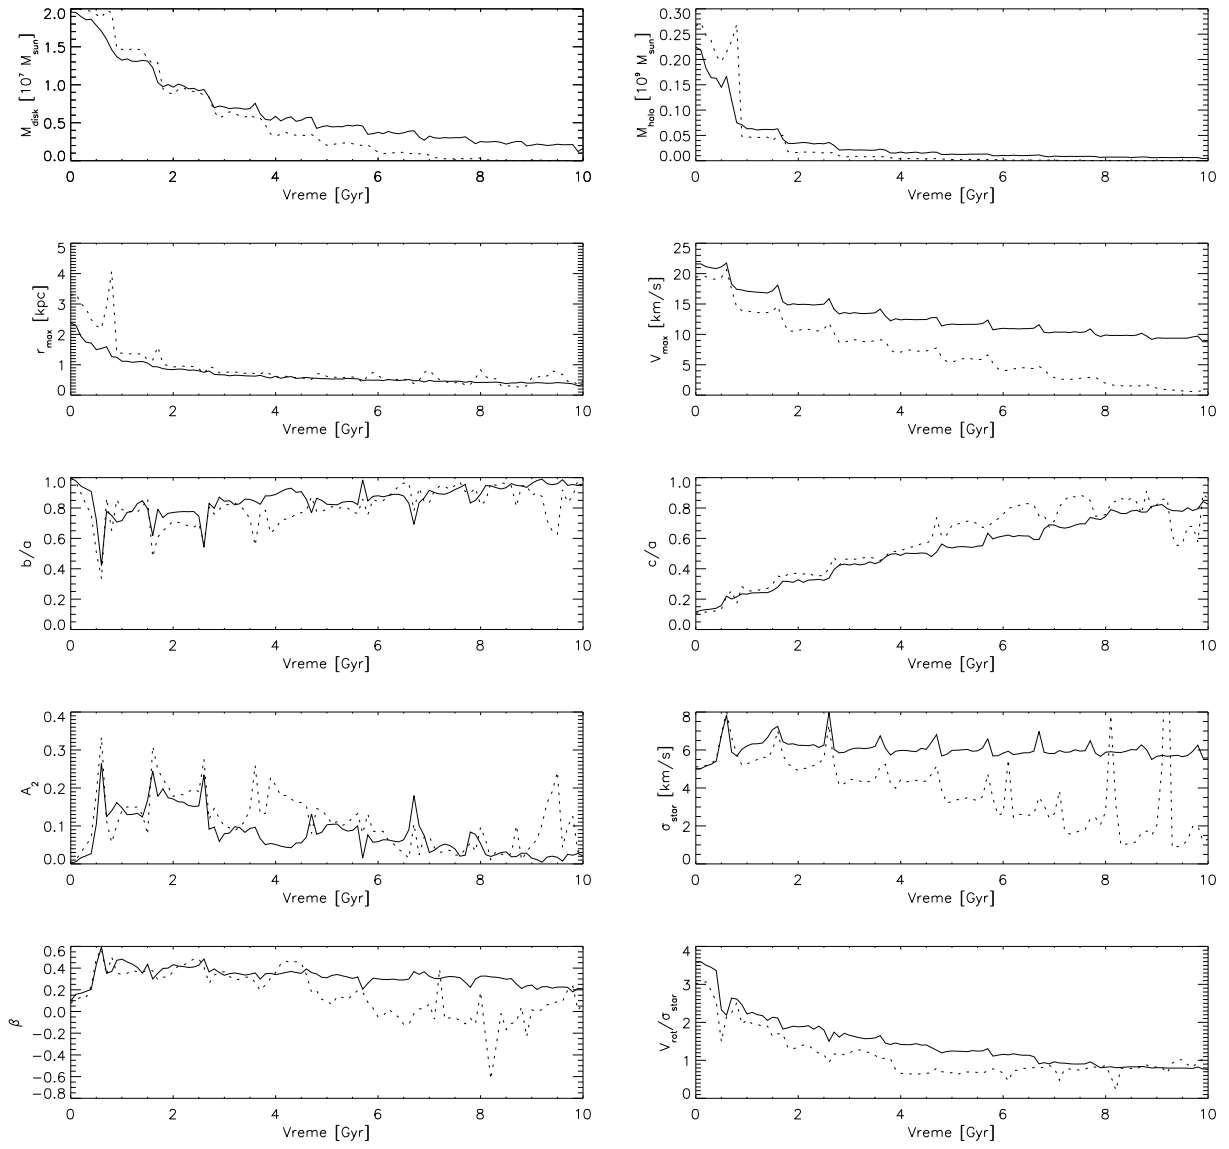 M_disk [10^7 M_sun]
2.0
1.5
1.0
0.5
0.0
0 2 4 6 8 10
Vreme [Gyr]
M_halo [10^9 M_sun]
0.30
0.25
0.20
0.15
0.10
0.05
0.00
0 2 4 6 8 10
Vreme [Gyr]
r_max [kpc]
5
4
3
2
1
0
0 2 4 6 8 10
Vreme [Gyr]
V_max [km/s]
25
20
15
10
5
0
0 2 4 6 8 10
Vreme [Gyr]
b/a
1.0
0.8
0.6
0.4
0.2
0.0
0 2 4 6 8 10
Vreme [Gyr]
c/a
1.0
0.8
0.6
0.4
0.2
0.0
0 2 4 6 8 10
Vreme [Gyr]
A_2
0.4
0.3
0.2
0.1
0.0
0 2 4 6 8 10
Vreme [Gyr]
σ_star [km/s]
8
6
4
2
0
0 2 4 6 8 10
Vreme [Gyr]
β
0.6
0.4
0.2
0.0
−0.2
−0.4
−0.6
−0.8
0 2 4 6 8 10
Vreme [Gyr]
V_rot/σ_star
4
3
2
1
0
0 2 4 6 8 10
Vreme [Gyr]